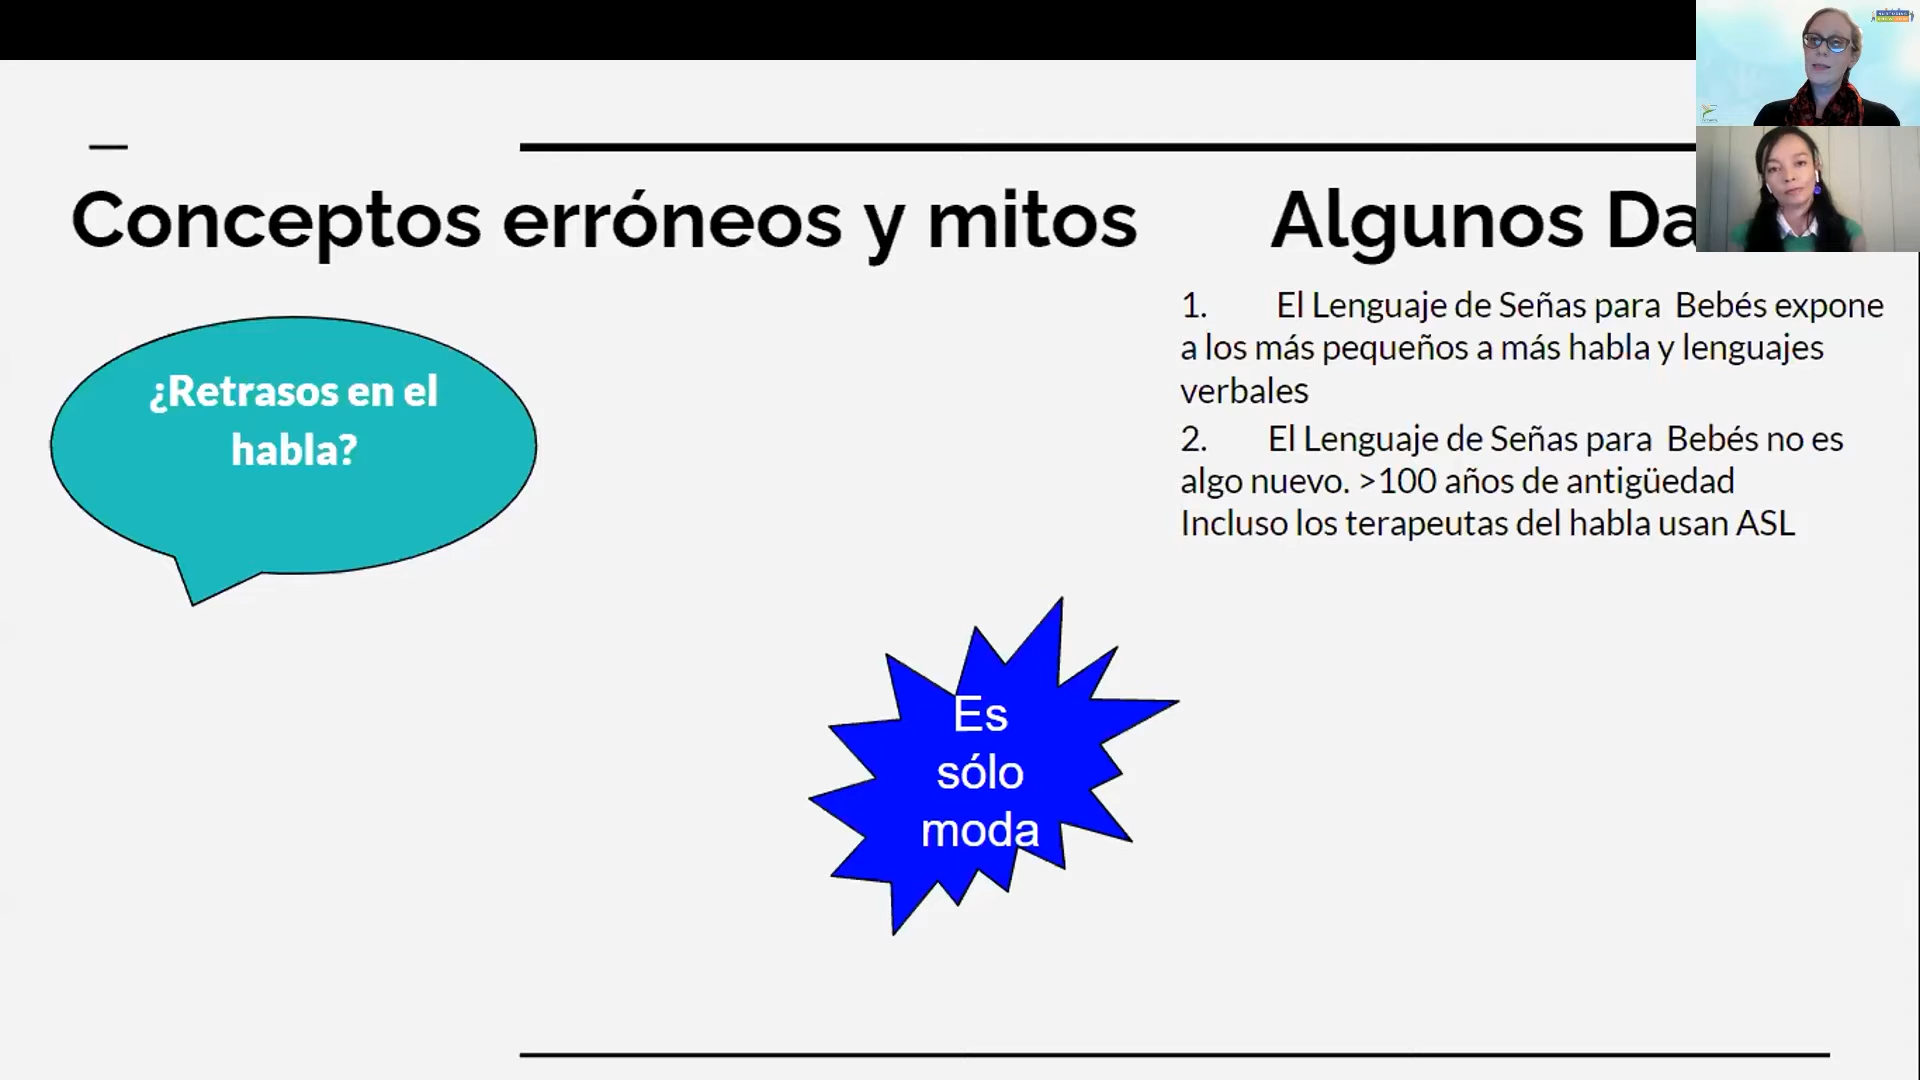 Conceptos erróneos y mitos
Algunos Da
¿Retrasos en el
habla?
1. El Lenguaje de Señas para Bebés expone
a los más pequeños a más habla y lenguajes
verbales
2. El Lenguaje de Señas para Bebés no es
algo nuevo. >100 años de antigüedad
Incluso los terapeutas del habla usan ASL
Es
sólo
moda